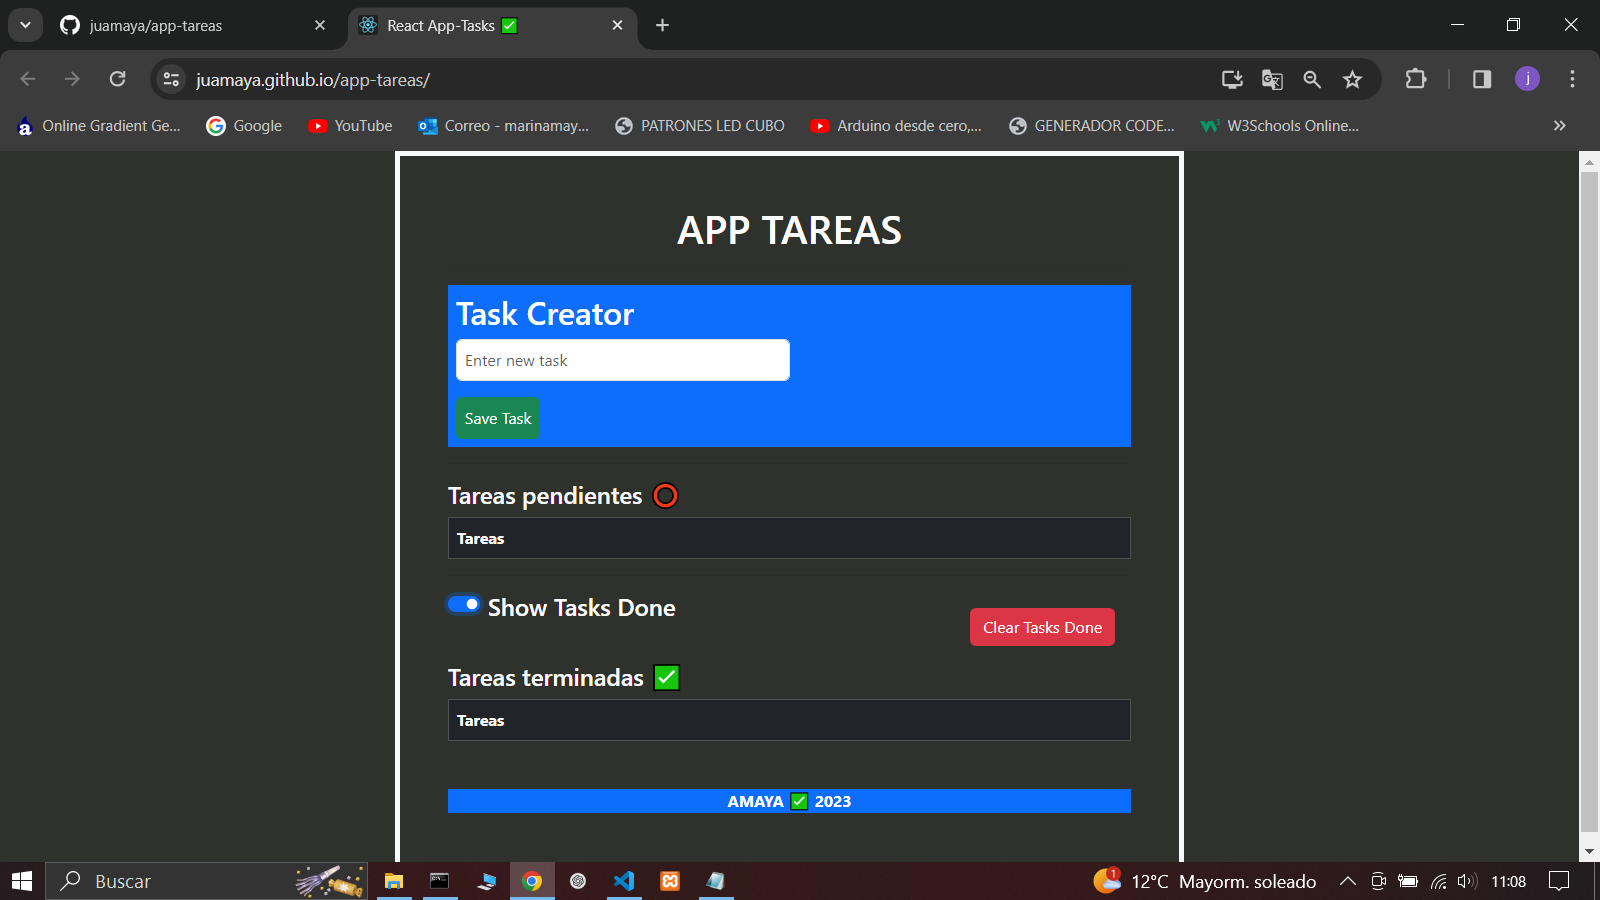 juamaya/app-tareas
React App-Tasks ✅
juamaya.github.io/app-tareas/
j
Online Gradient Ge...
Google
YouTube
Correo - marinamay...
PATRONES LED CUBO
Arduino desde cero,...
GENERADOR CODE...
W3Schools Online...
APP TAREAS
Task Creator
Enter new task
Save Task
Tareas pendientes ⭕
Tareas
Show Tasks Done
Clear Tasks Done
Tareas terminadas ✅
Tareas
AMAYA ✅ 2023
Buscar
1
12°C Mayorm. soleado
11:08